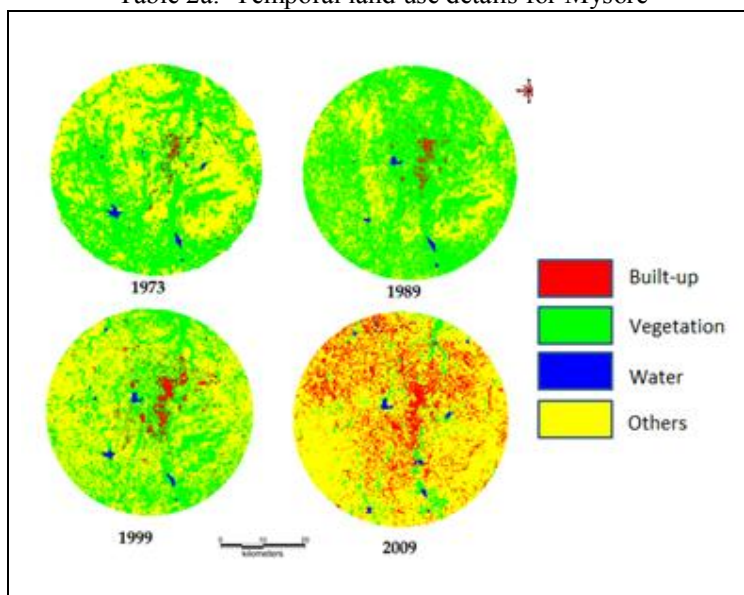 Table 2a: Temporal land use details for Mysore
1973
1989
Built-up
Vegetation
Water
Others
1999
2009
kilometers